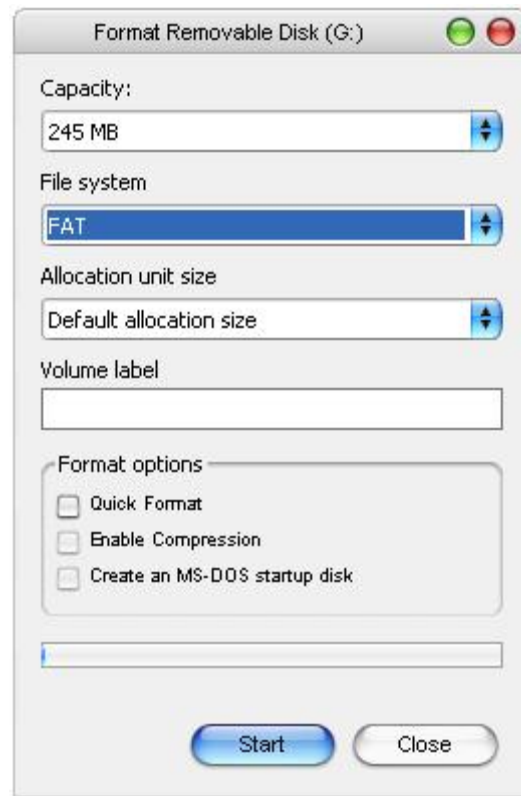 Format Removable Disk (G:)
Capacity:
245 MB
File system
FAT
Allocation unit size
Default allocation size
Volume label
Format options
Quick Format
Enable Compression
Create an MS-DOS startup disk
Start
Close